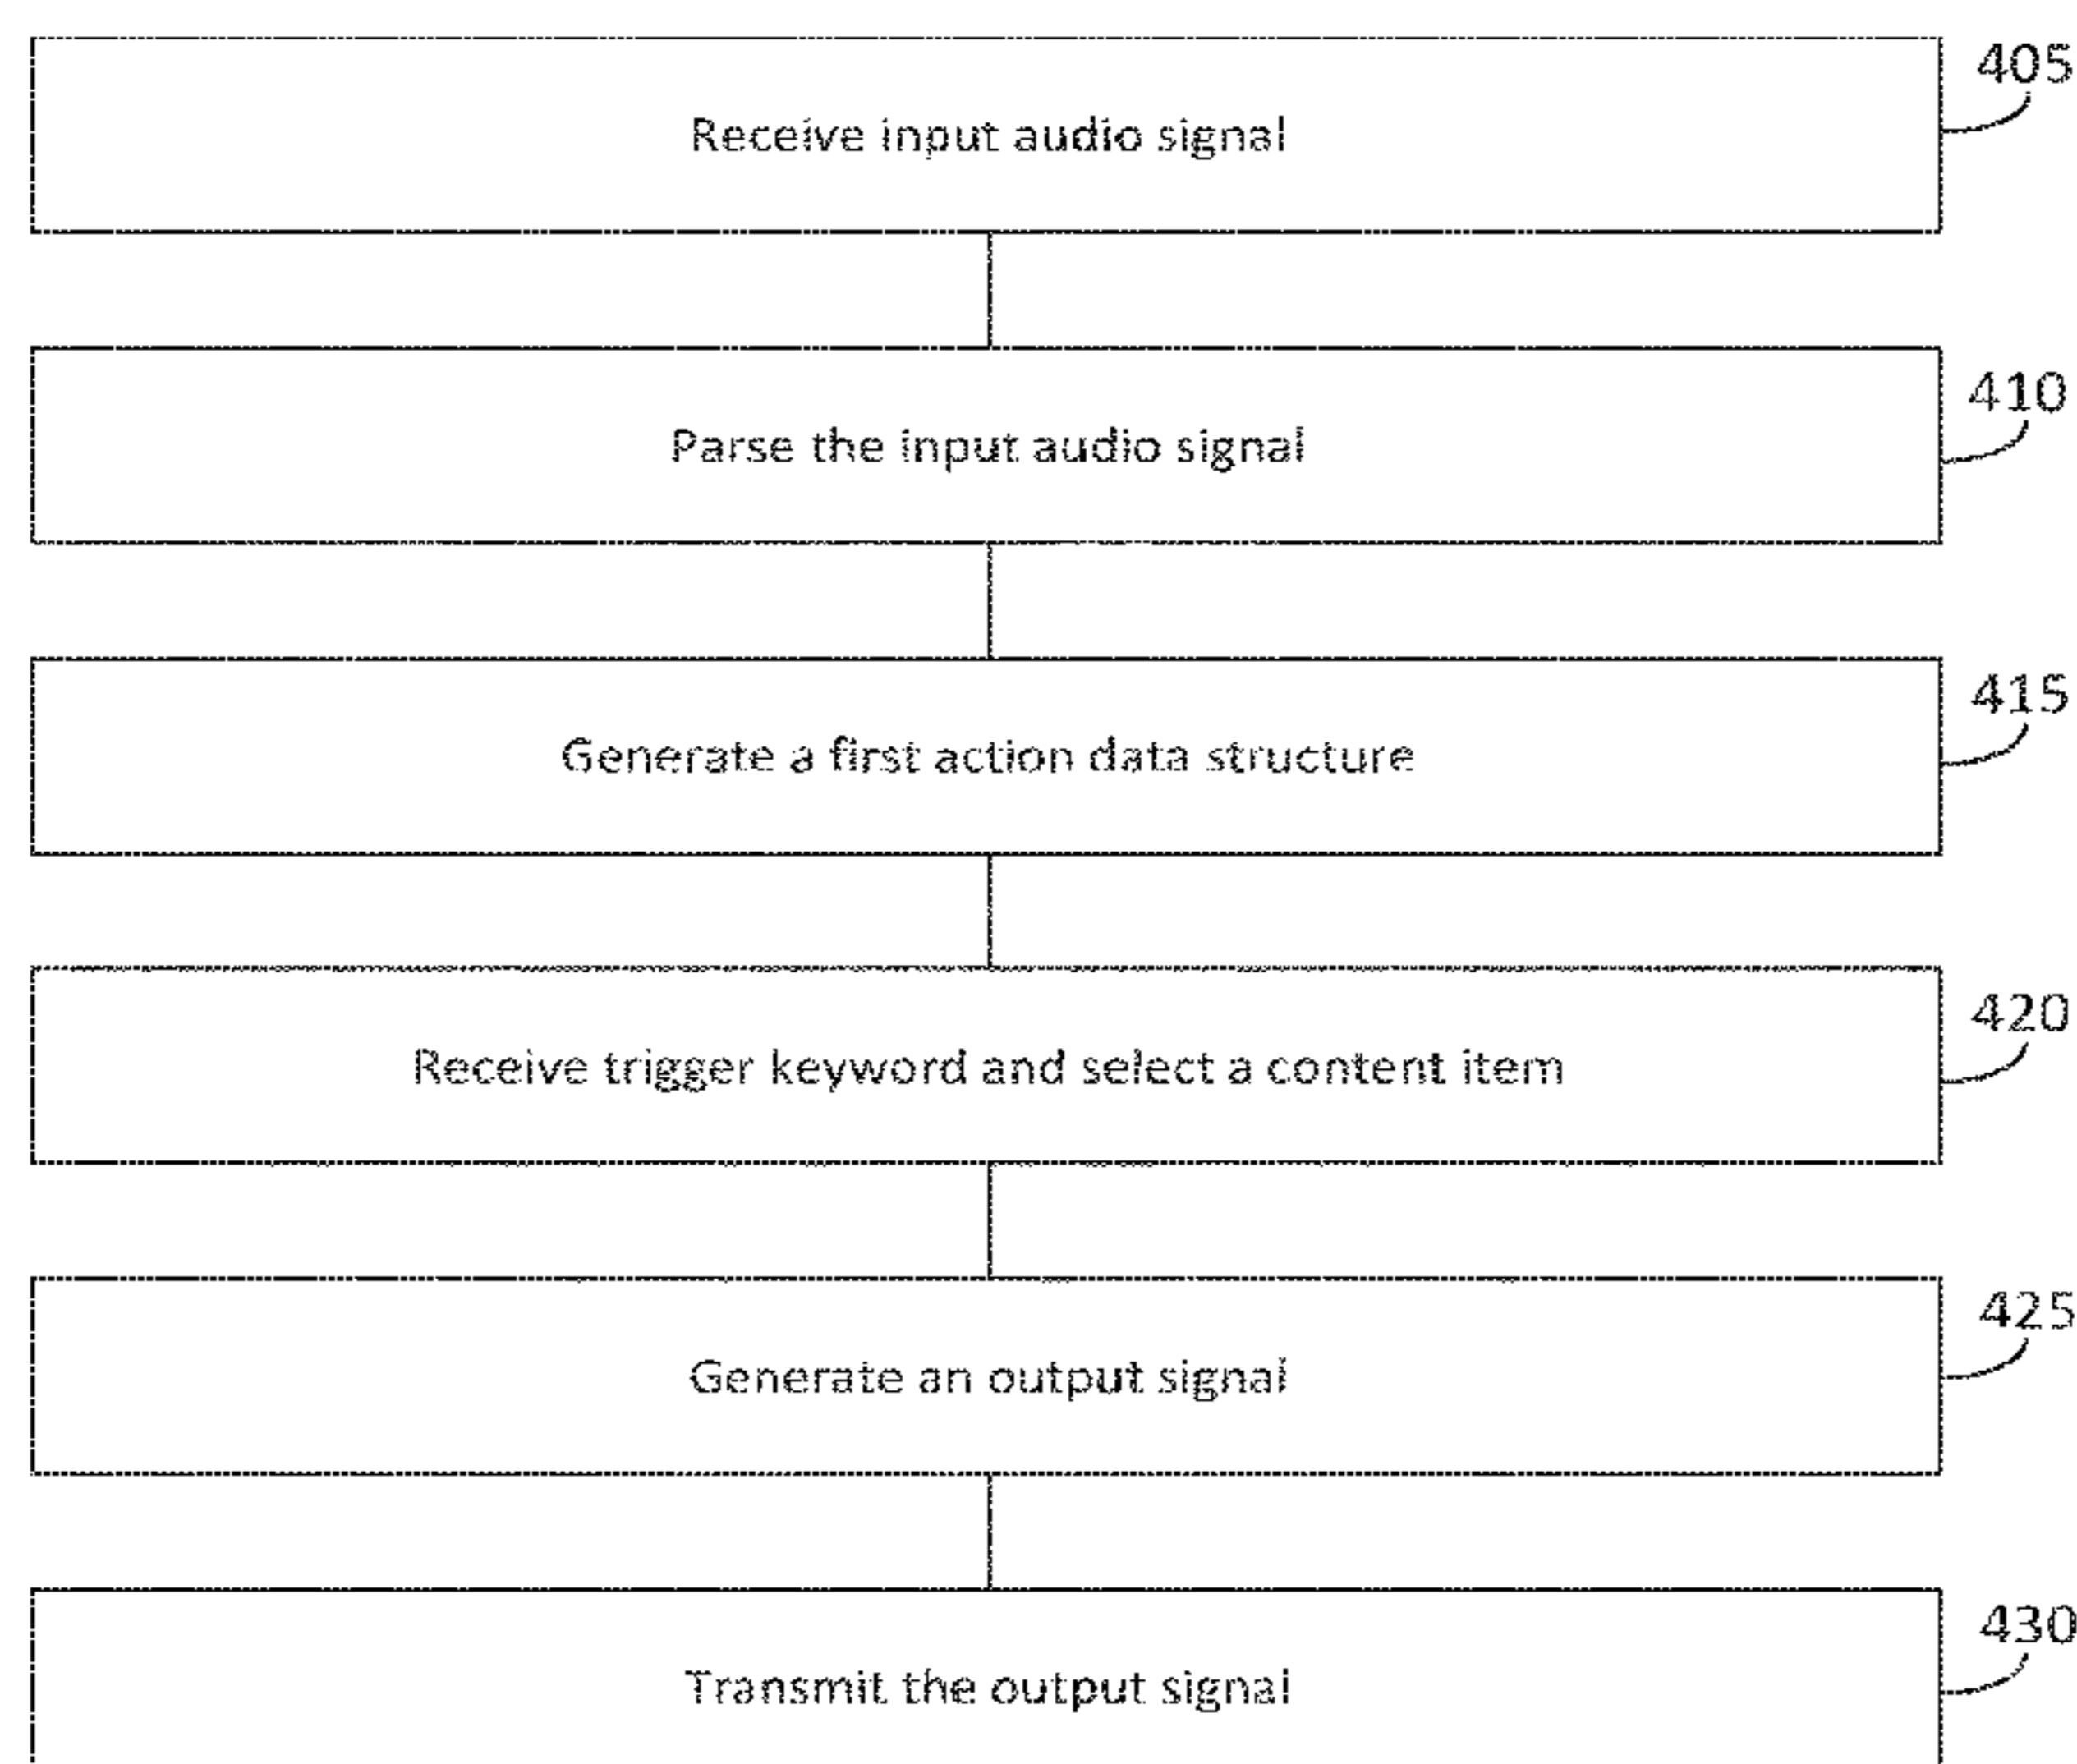 405
Receive input audio signal
410
Parse the input audio signal
415
Generate a first action data structure
420
Receive trigger keyword and select a content item
425
Generate an output signal
430
Transmit the output signal